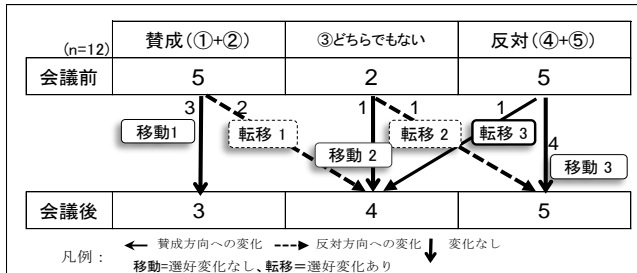 (n=12) 賛成(①+②) ③どちらでもない 反対(④+⑤)
会議前 5 2 5
3 2 1 1 1
移動1 転移 1 移動 2 転移 2 転移 3 4
移動 3
会議後 3 4 5
凡例： 賛成方向への変化 反対方向への変化 変化なし
移動=選好変化なし、転移＝選好変化あり